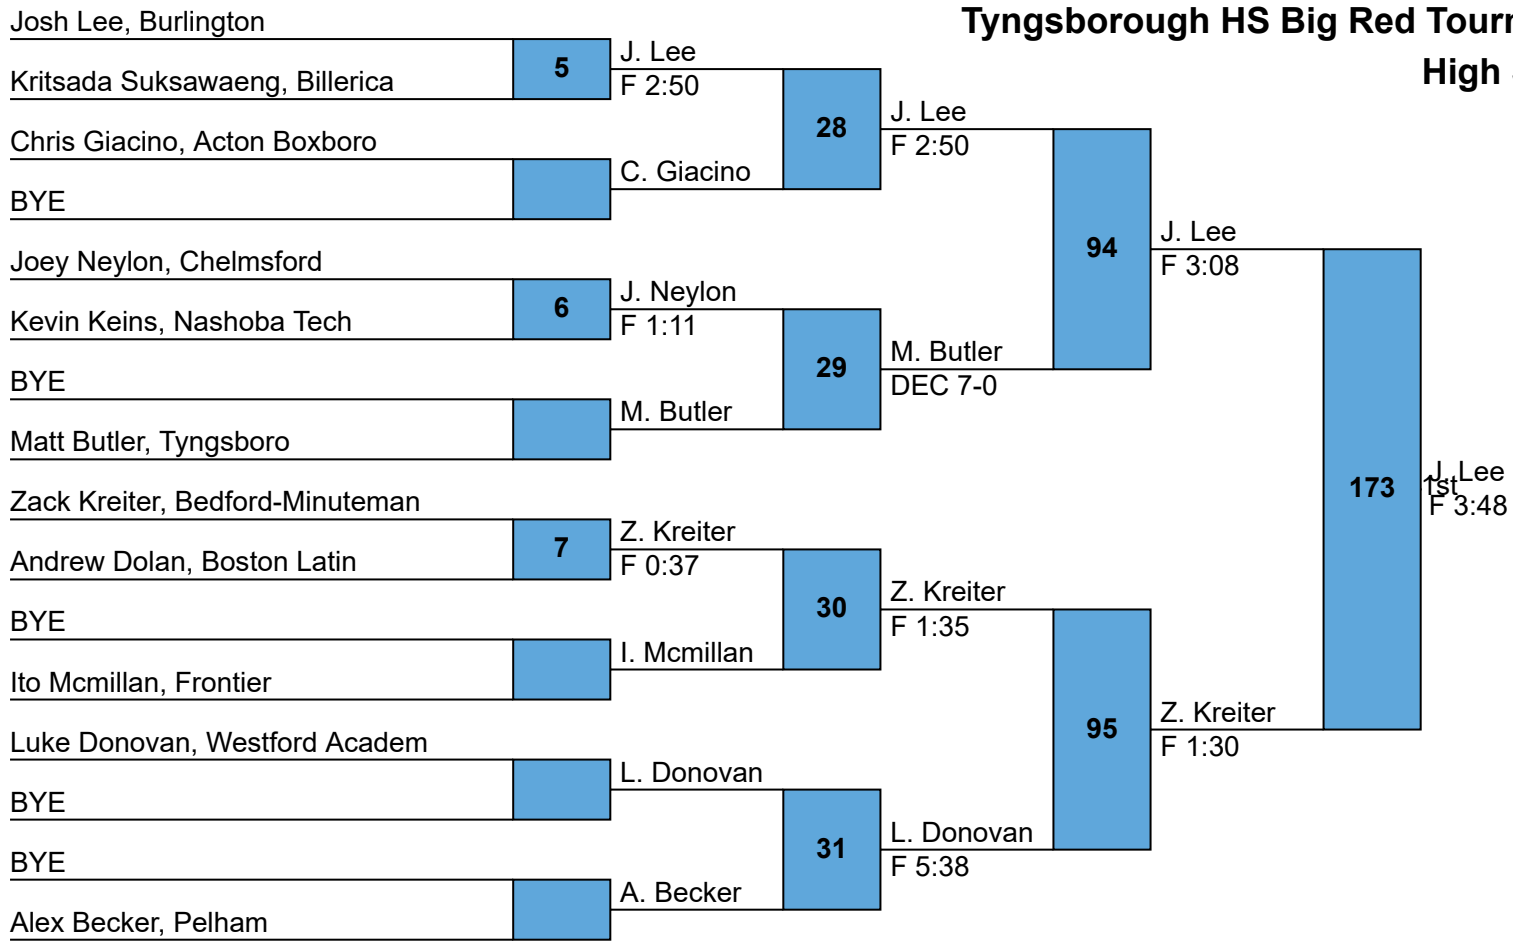 Tyngsborough HS Big Red Tourn
High
Josh Lee, Burlington
Kritsada Suksawaeng, Billerica
Chris Giacino, Acton Boxboro
BYE
Joey Neylon, Chelmsford
Kevin Keins, Nashoba Tech
BYE
Matt Butler, Tyngsboro
Zack Kreiter, Bedford-Minuteman
Andrew Dolan, Boston Latin
BYE
Ito Mcmillan, Frontier
Luke Donovan, Westford Academ
BYE
BYE
Alex Becker, Pelham
5
6
7
J. Lee
F 2:50
C. Giacino
J. Neylon
F 1:11
M. Butler
Z. Kreiter
F 0:37
I. Mcmillan
L. Donovan
A. Becker
28
29
30
31
J. Lee
F 2:50
M. Butler
DEC 7-0
Z. Kreiter
F 1:35
L. Donovan
F 5:38
94
95
J. Lee
F 3:08
Z. Kreiter
F 1:30
173
J. Lee
1st
F 3:48